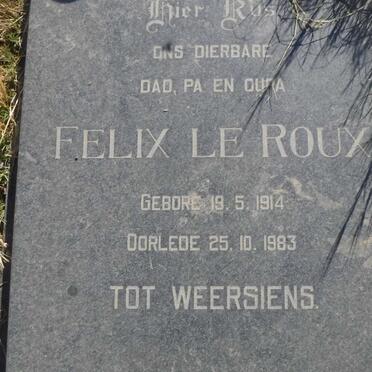 Hier Rus
ONS DIERBARE
DAD, PA EN OUPA
FELIX LE ROUX
GEBORE 19. 5. 1914
OORLEDE 25. 10. 1983
TOT WEERSIENS.